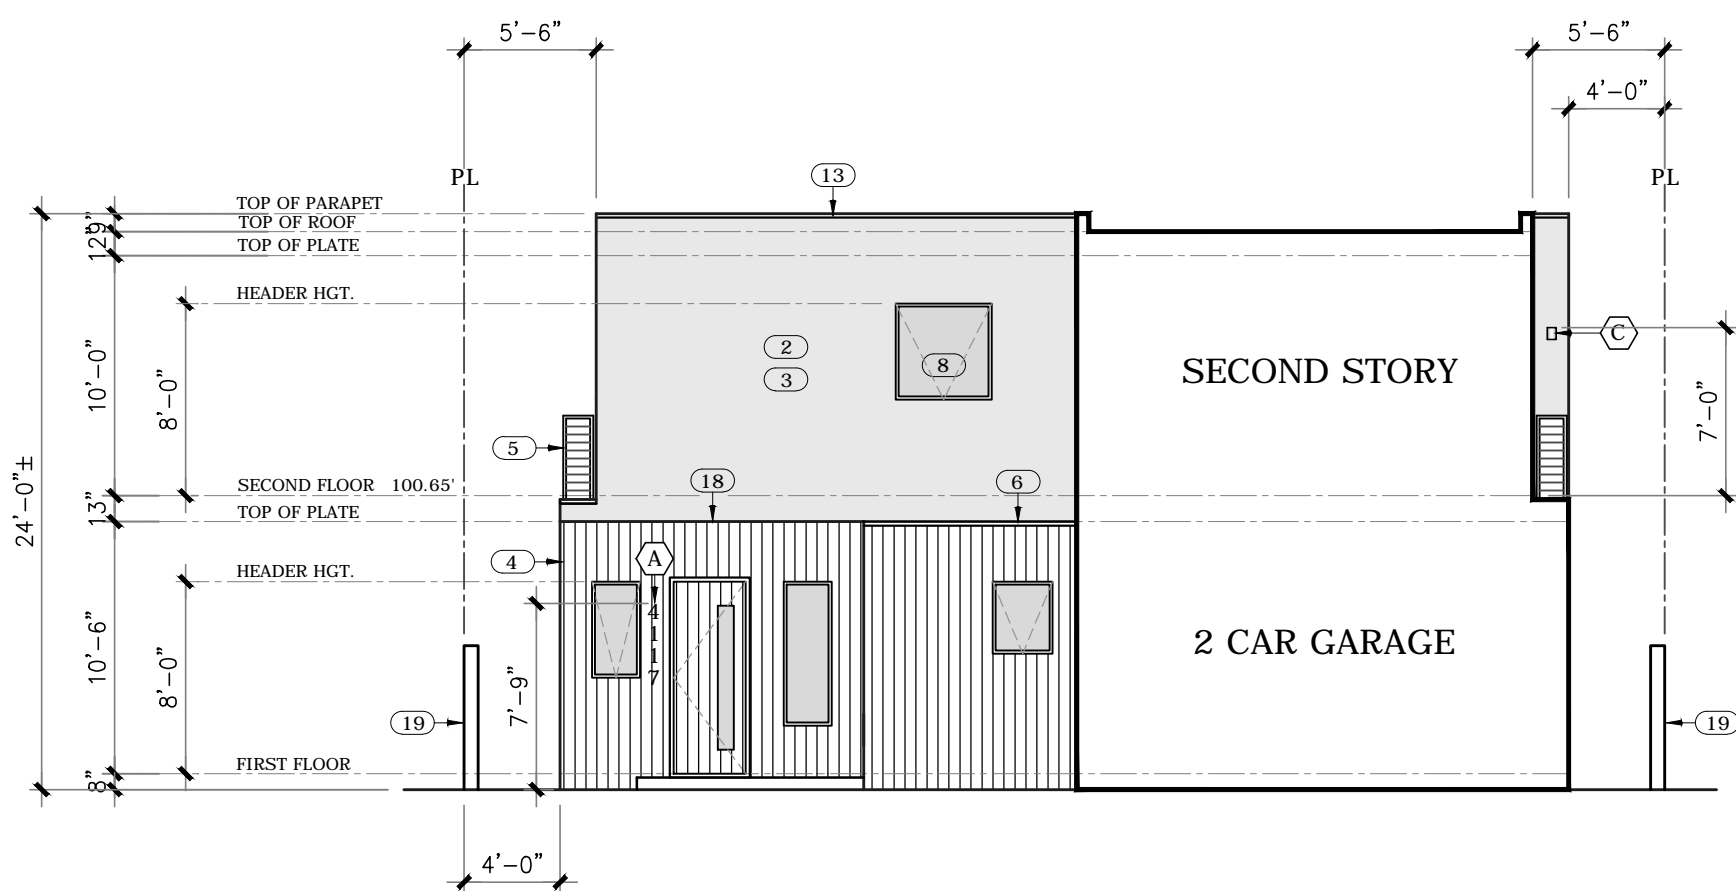 5'-6"
5'-6"
4'-0"
PL
PL
13
TOP OF PARAPET
TOP OF ROOF
TOP OF PLATE
9"
12"
HEADER HGT.
2
3
8
SECOND STORY
C
10'-0"
8'-0"
7'-0"
5
18
6
SECOND FLOOR 100.65'
TOP OF PLATE
24'-0"±
13"
4
A
HEADER HGT.
4
1
1
7
2 CAR GARAGE
10'-6"
8'-0"
7'-9"
19
19
FIRST FLOOR
8"
4'-0"